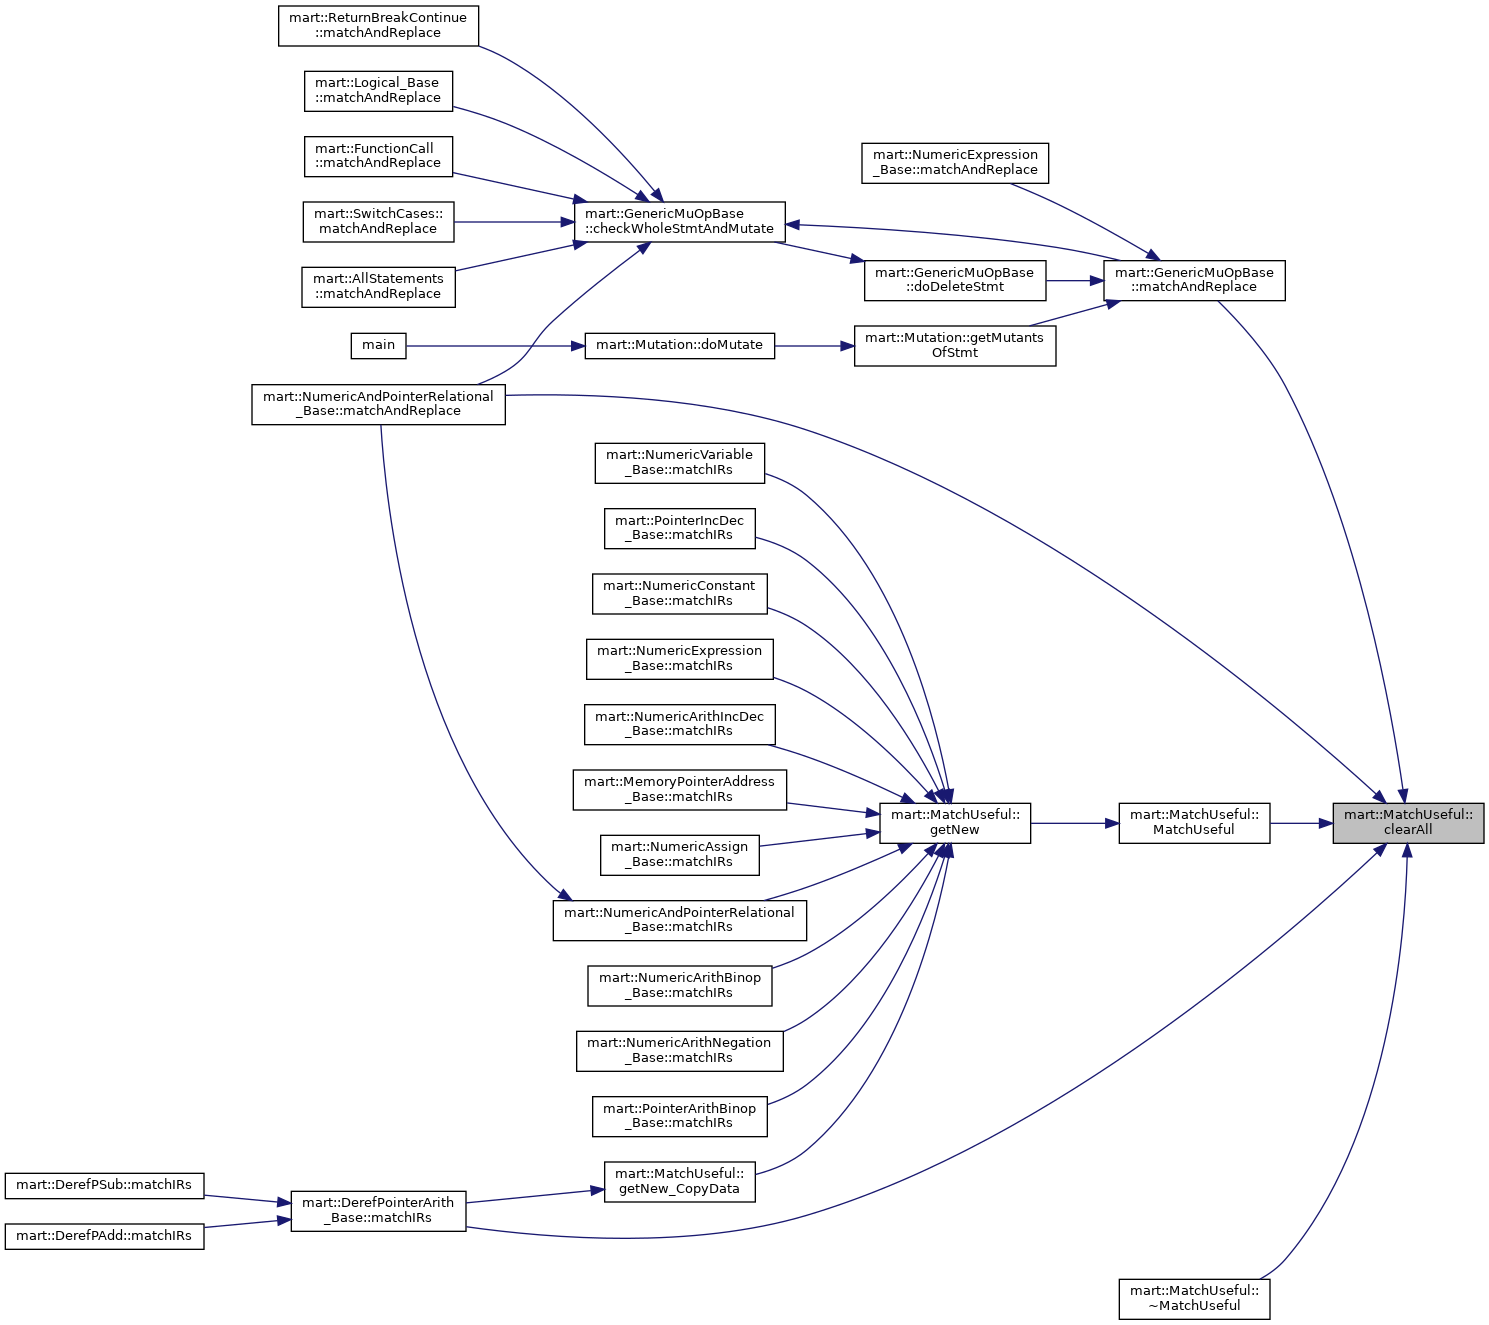 mart::ReturnBreakContinue
::matchAndReplace
mart::Logical_Base
::matchAndReplace
mart::FunctionCall
::matchAndReplace
mart::SwitchCases::
matchAndReplace
mart::AllStatements
::matchAndReplace
main
mart::NumericAndPointerRelational
_Base::matchAndReplace
mart::GenericMuOpBase
::checkWholeStmtAndMutate
mart::Mutation::doMutate
mart::NumericExpression
_Base::matchAndReplace
mart::GenericMuOpBase
::doDeleteStmt
mart::Mutation::getMutants
OfStmt
mart::GenericMuOpBase
::matchAndReplace
mart::NumericVariable
_Base::matchIRs
mart::PointerIncDec
_Base::matchIRs
mart::NumericConstant
_Base::matchIRs
mart::NumericExpression
_Base::matchIRs
mart::NumericArithIncDec
_Base::matchIRs
mart::MemoryPointerAddress
_Base::matchIRs
mart::NumericAssign
_Base::matchIRs
mart::NumericAndPointerRelational
_Base::matchIRs
mart::NumericArithBinop
_Base::matchIRs
mart::NumericArithNegation
_Base::matchIRs
mart::PointerArithBinop
_Base::matchIRs
mart::MatchUseful::
getNew_CopyData
mart::MatchUseful::
getNew
mart::MatchUseful::
MatchUseful
mart::MatchUseful::
clearAll
mart::DerefPSub::matchIRs
mart::DerefPAdd::matchIRs
mart::DerefPointerArith
_Base::matchIRs
mart::MatchUseful::
~MatchUseful